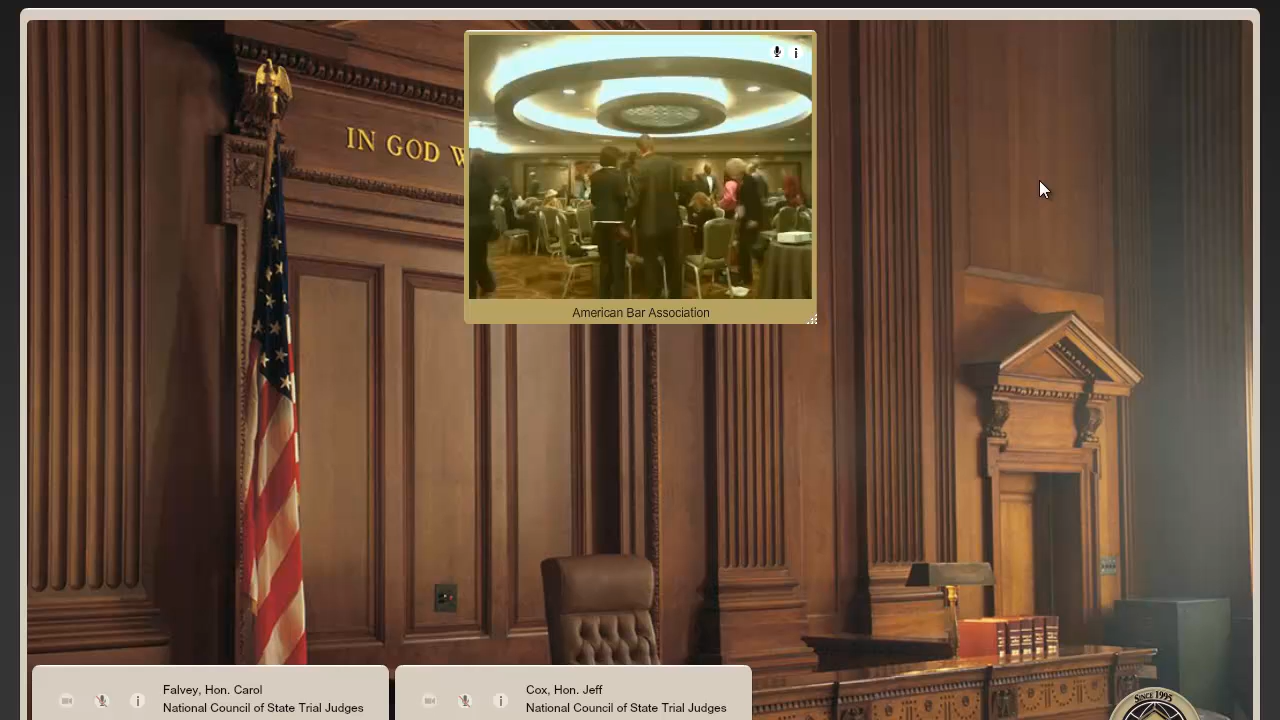 IN GOD W
American Bar Association
Falvey, Hon. Carol
National Council of State Trial Judges
Cox, Hon. Jeff
National Council of State Trial Judges
SINCE 1995